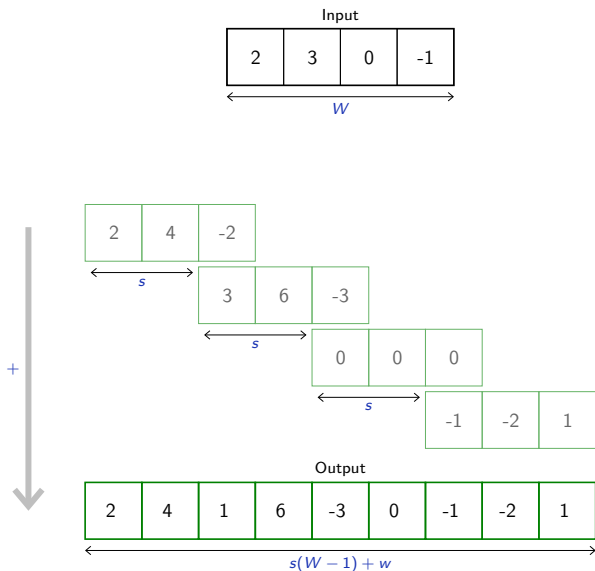 Input
2 3 0 -1
W
2 4 -2
s
3 6 -3
s
+
0 0 0
s
-1 -2 1
Output
2 4 1 6 -3 0 -1 -2 1
s(W − 1) + w